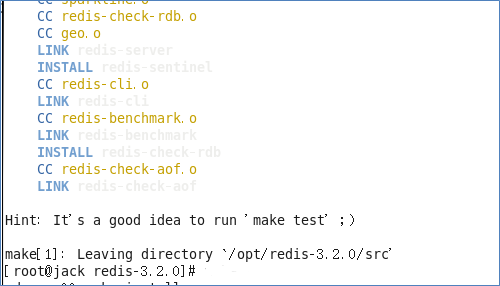 CC sparkline.o
CC redis-check-rdb.o
CC geo.o
LINK redis-server
INSTALL redis-sentinel
CC redis-cli.o
LINK redis-cli
CC redis-benchmark.o
LINK redis-benchmark
INSTALL redis-check-rdb
CC redis-check-aof.o
LINK redis-check-aof
Hint: It's a good idea to run 'make test' ;)
make[1]: Leaving directory `/opt/redis-3.2.0/src'
[root@jack redis-3.2.0]#